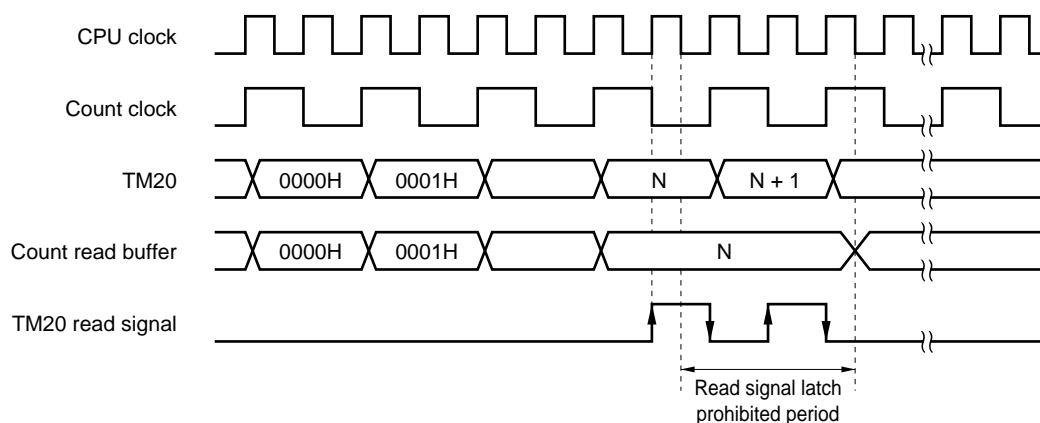 CPU clock
Count clock
TM20 0000H 0001H N N + 1
Count read buffer 0000H 0001H N
TM20 read signal
Read signal latch
prohibited period